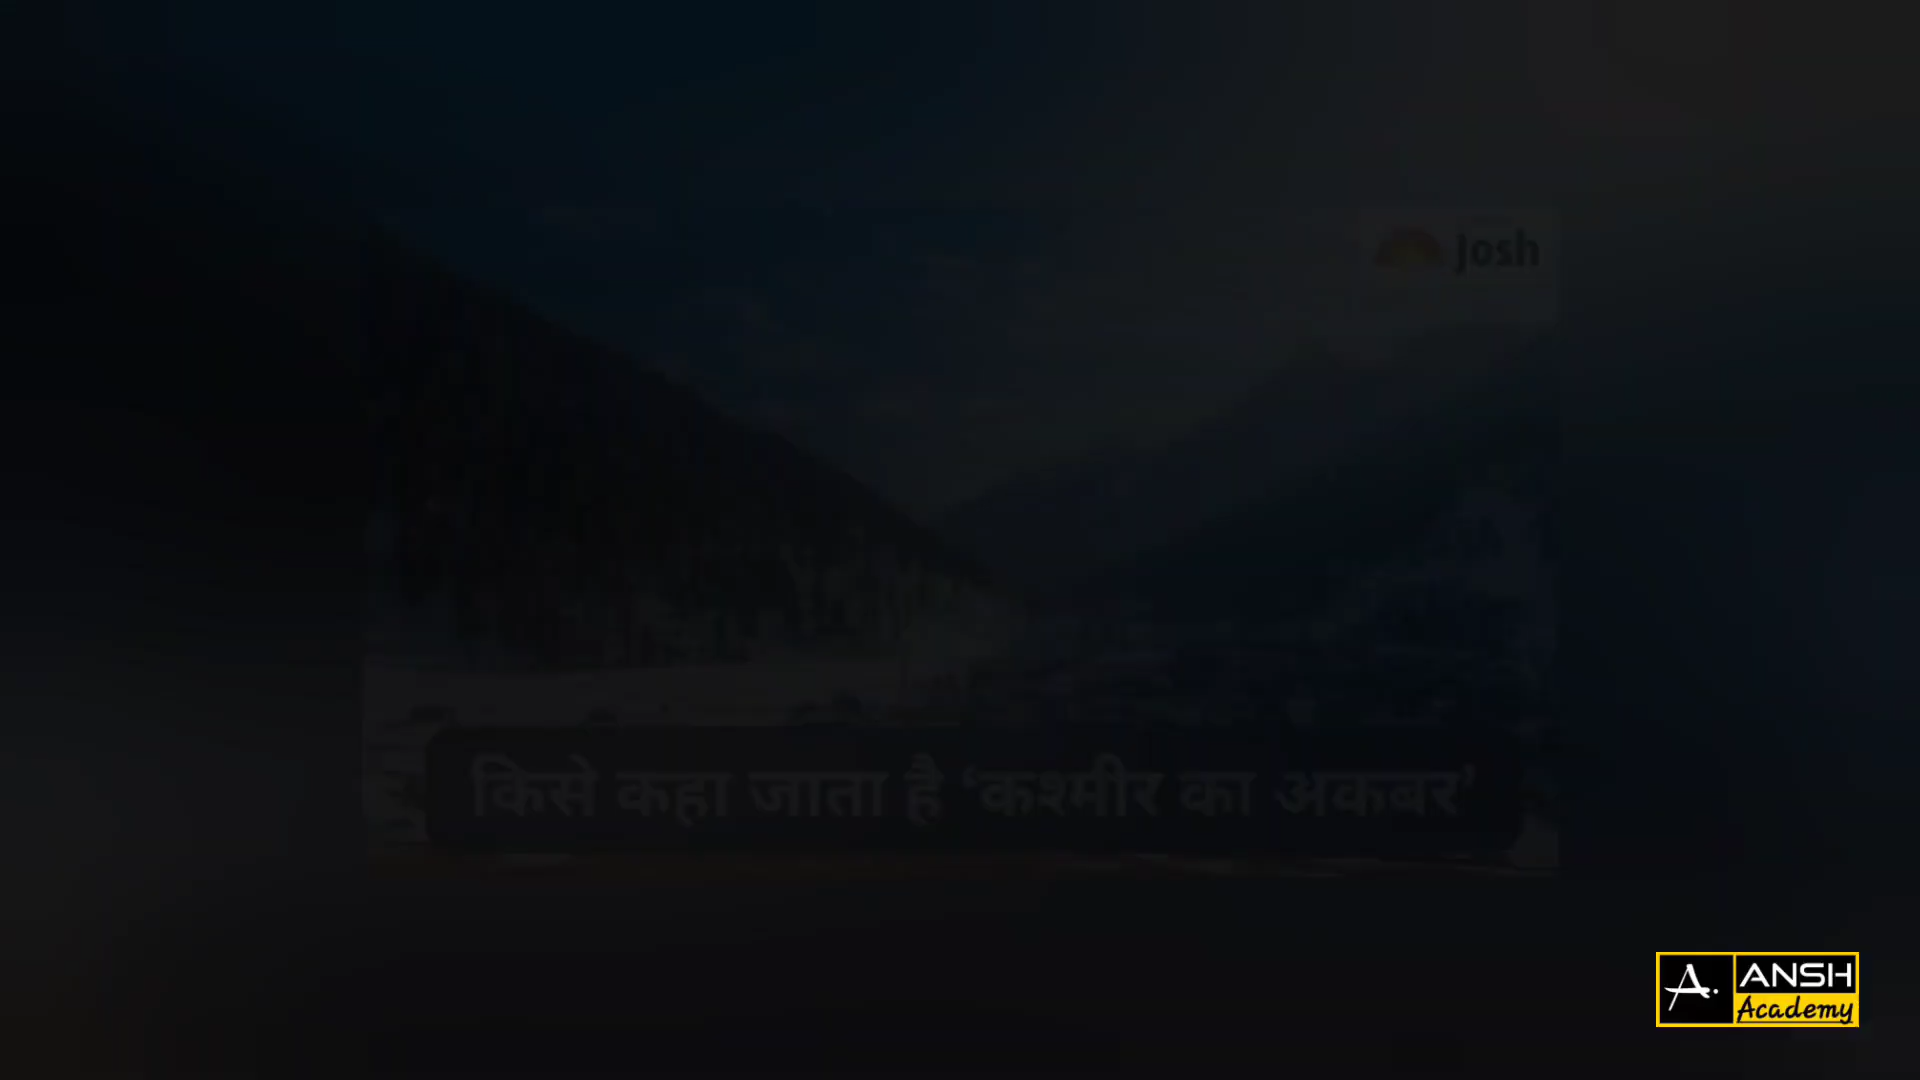 Josh
किसे कहा जाता है ‘कश्मीर का अकबर’
A.
ANSH
Academy